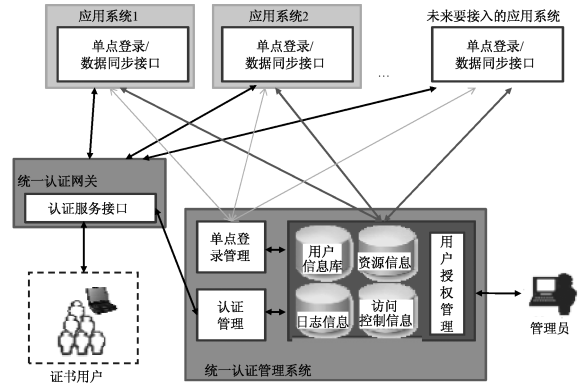 应用系统1
应用系统2
未来要接入的应用系统
单点登录/
数据同步接口
单点登录/
数据同步接口
…
单点登录/
数据同步接口
统一认证网关
认证服务接口
单点登
录管理
用户
信息库
资源信息
用户授权管理
认证
管理
日志信息
访问
控制信息
管理员
证书用户
统一认证管理系统